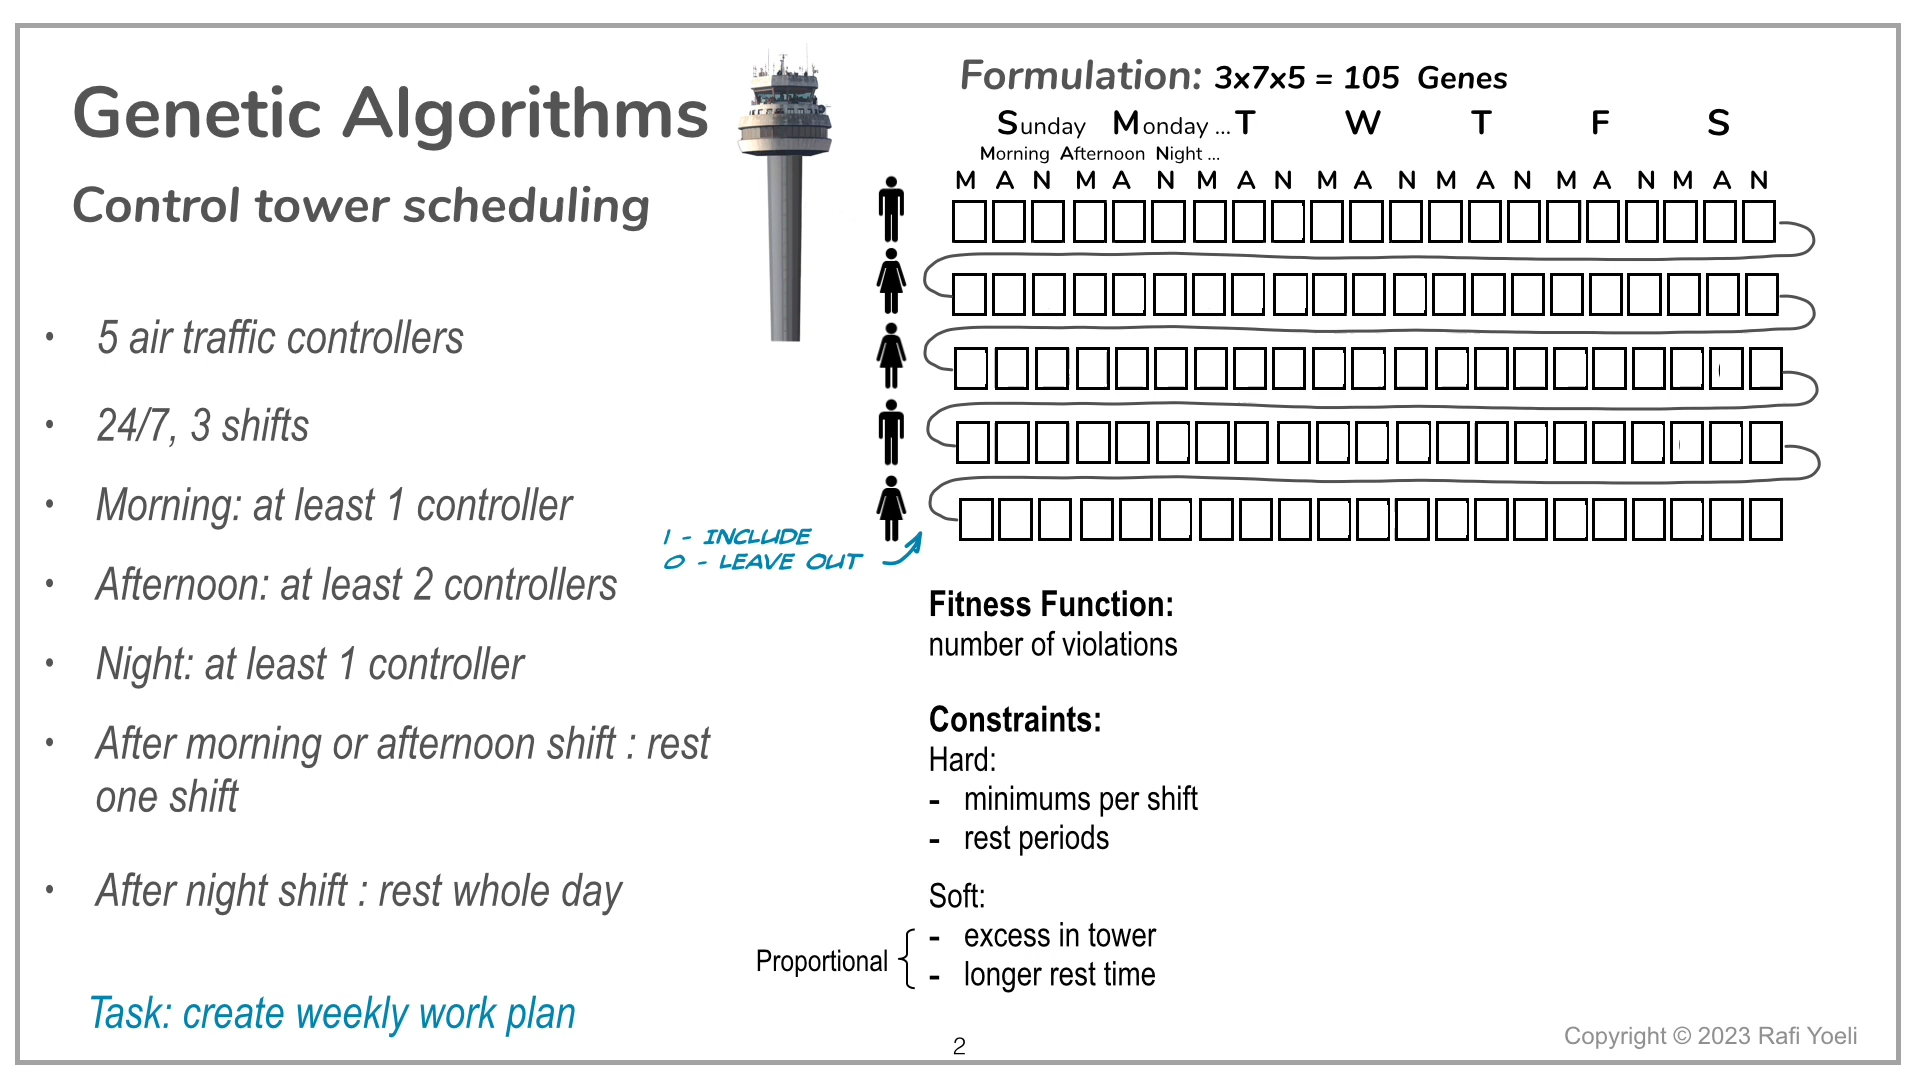 Genetic Algorithms
Control tower scheduling
• 5 air traffic controllers
• 24/7, 3 shifts
• Morning: at least 1 controller
• Afternoon: at least 2 controllers
• Night: at least 1 controller
• After morning or afternoon shift : rest
one shift
• After night shift : rest whole day
Task: create weekly work plan
Formulation: 3x7x5 = 105 Genes
Sunday Monday ... T W T F S
Morning Afternoon Night ...
M A N M A N M A N M A N M A N M A N M A N
1 - INCLUDE
0 - LEAVE OUT
Fitness Function:
number of violations
Constraints:
Hard:
- minimums per shift
- rest periods
Soft:
- excess in tower
- longer rest time
Proportional
2
Copyright © 2023 Rafi Yoeli